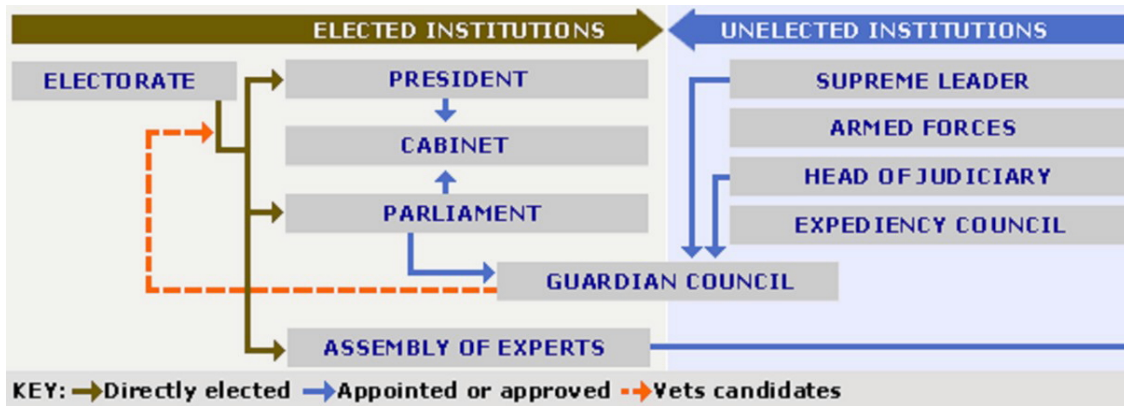 ELECTED INSTITUTIONS
UNELECTED INSTITUTIONS
ELECTORATE
PRESIDENT
SUPREME LEADER
ARMED FORCES
CABINET
HEAD OF JUDICIARY
PARLIAMENT
EXPEDIENCY COUNCIL
GUARDIAN COUNCIL
ASSEMBLY OF EXPERTS
KEY: Directly elected Appointed or approved Vets candidates